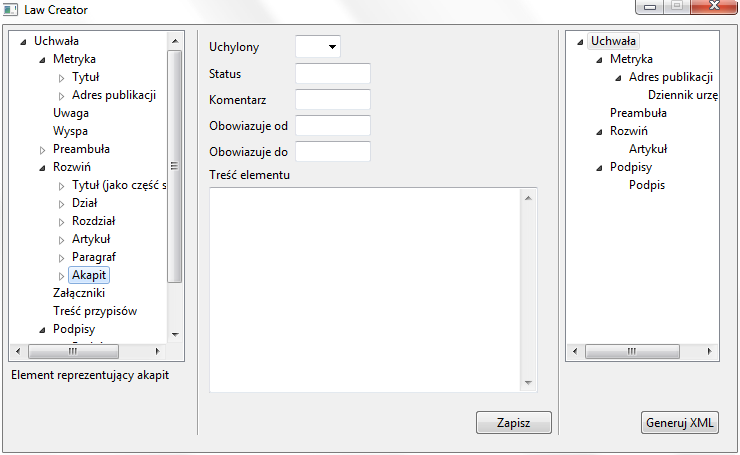 Law Creator
Uchwała
Metryka
Tytuł
Adres publikacji
Uwaga
Wyspa
Preambuła
Rozwiń
Tytuł (jako część s
Dział
Rozdział
Artykuł
Paragraf
Akapit
Załączniki
Treść przypisów
Podpisy
Element reprezentujący akapit
Uchylony
Status
Komentarz
Obowiazuje od
Obowiazuje do
Treść elementu
Zapisz
Uchwała
Metryka
Adres publikacji
Dziennik urzę
Preambuła
Rozwiń
Artykuł
Podpisy
Podpis
Generuj XML